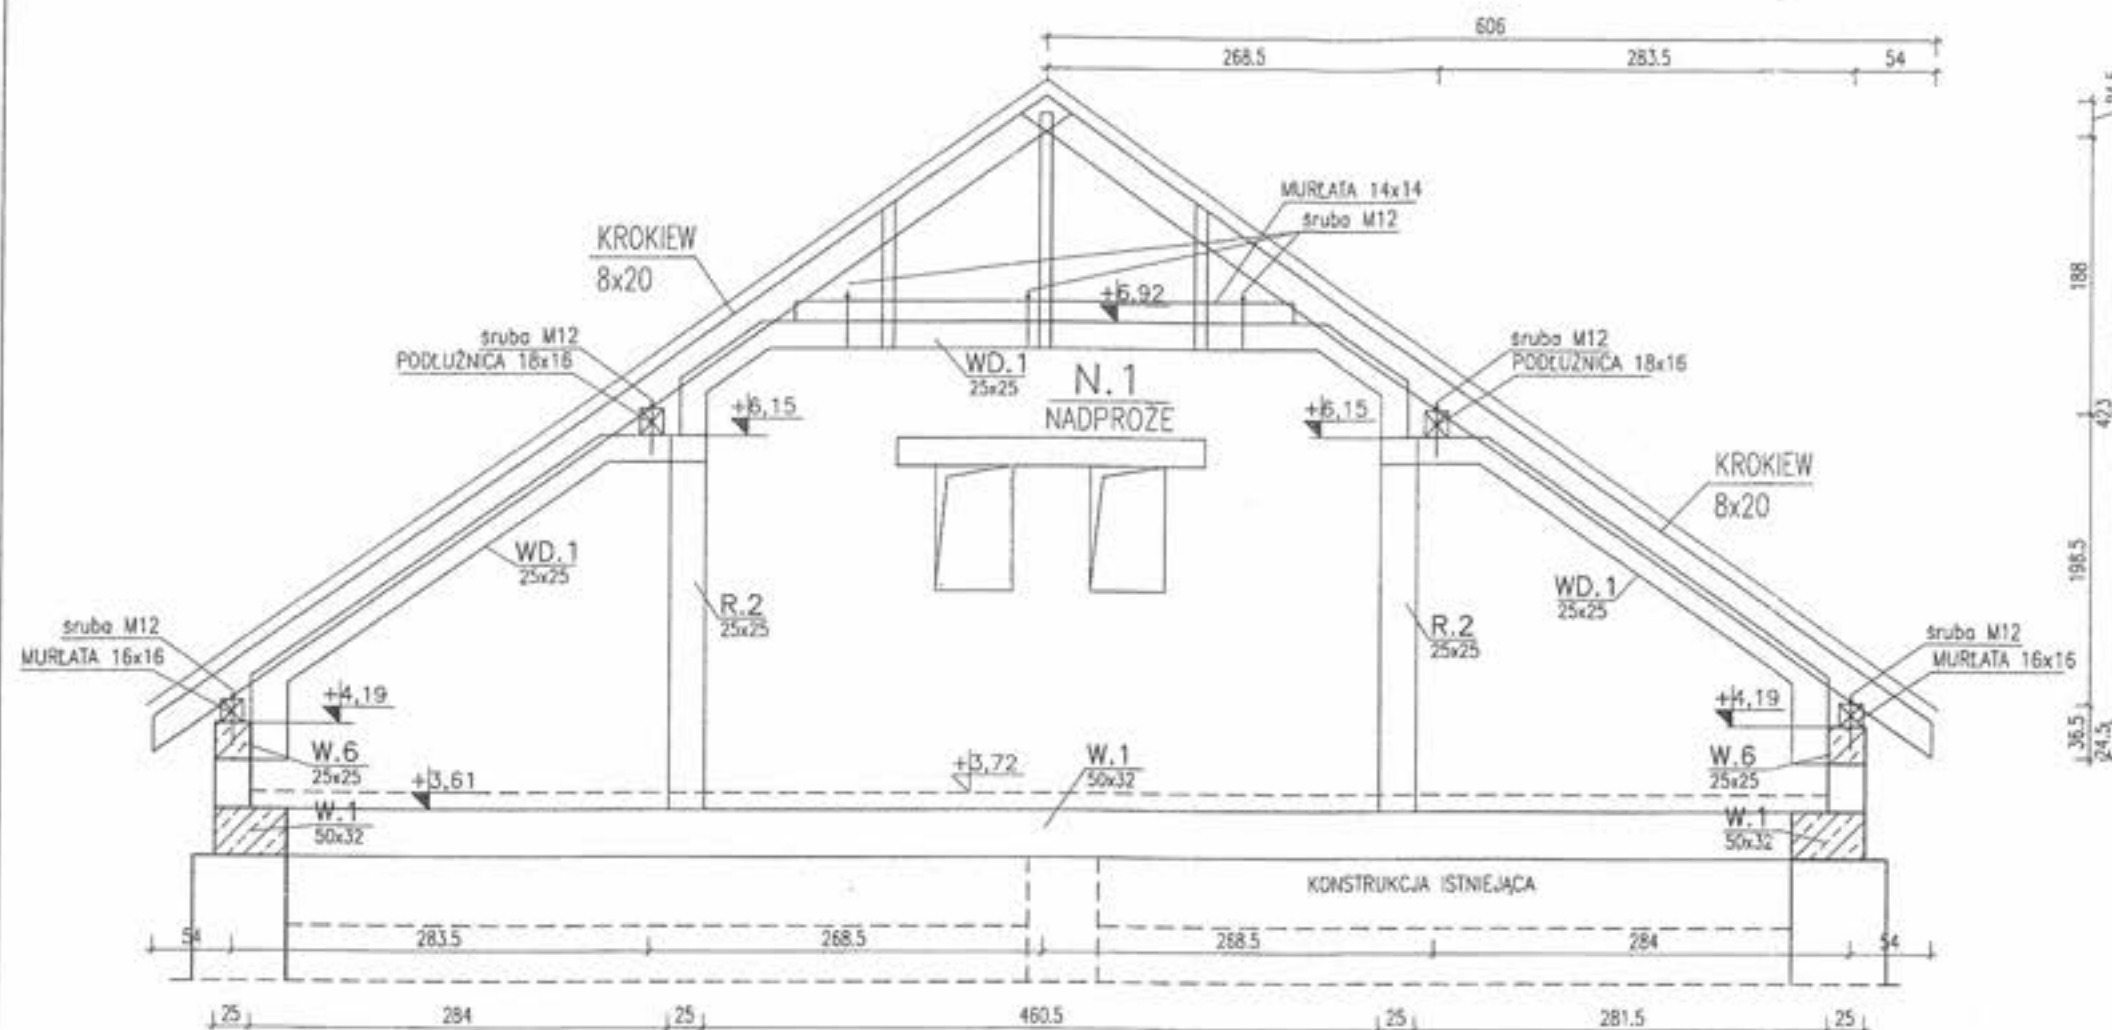 606
268.5 283.5 54
MURŁATA 14x14
śruba M12
KROKIEW
8x20
+6,92
188
śruba M12
PODŁUŻNICA 18x16
śruba M12
PODŁUŻNICA 18x16
WD.1
25x25
N.1
NADPROŻE
+6,15
+6,15
423
KROKIEW
8x20
WD.1
25x25
198.5
WD.1
25x25
R.2
25x25
R.2
25x25
śruba M12
MURŁATA 16x16
śruba M12
MURŁATA 16x16
+4,19
+4,19
36.5
24.5
W.6
25x25
+3,61
+3,72
W.1
50x32
W.6
25x25
W.1
50x32
W.1
50x32
KONSTRUKCJA ISTNIEJĄCA
54 283.5 268.5 268.5 284 54
25 284 25 460.5 25 281.5 25